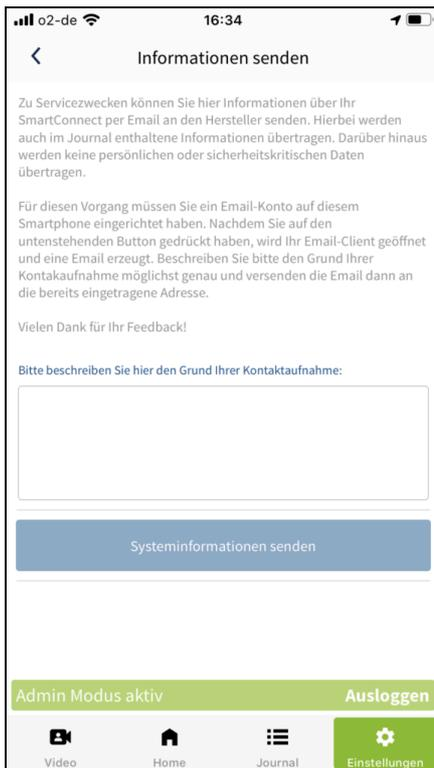 o2-de 16:34
Informationen senden
Zu Servicezwecken können Sie hier Informationen über Ihr
SmartConnect per Email an den Hersteller senden. Hierbei werden
auch im Journal enthaltene Informationen übertragen. Darüber hinaus
werden keine persönlichen oder sicherheitskritischen Daten
übertragen.
Für diesen Vorgang müssen Sie ein Email-Konto auf diesem
Smartphone eingerichtet haben. Nachdem Sie auf den
untenstehenden Button gedrückt haben, wird Ihr Email-Client geöffnet
und eine Email erzeugt. Beschreiben Sie bitte den Grund Ihrer
Kontakaufnahme möglichst genau und versenden die Email dann an
die bereits eingetragene Adresse.
Vielen Dank für Ihr Feedback!
Bitte beschreiben Sie hier den Grund Ihrer Kontaktaufnahme:
Systeminformationen senden
Admin Modus aktiv Ausloggen
Video Home Journal Einstellungen